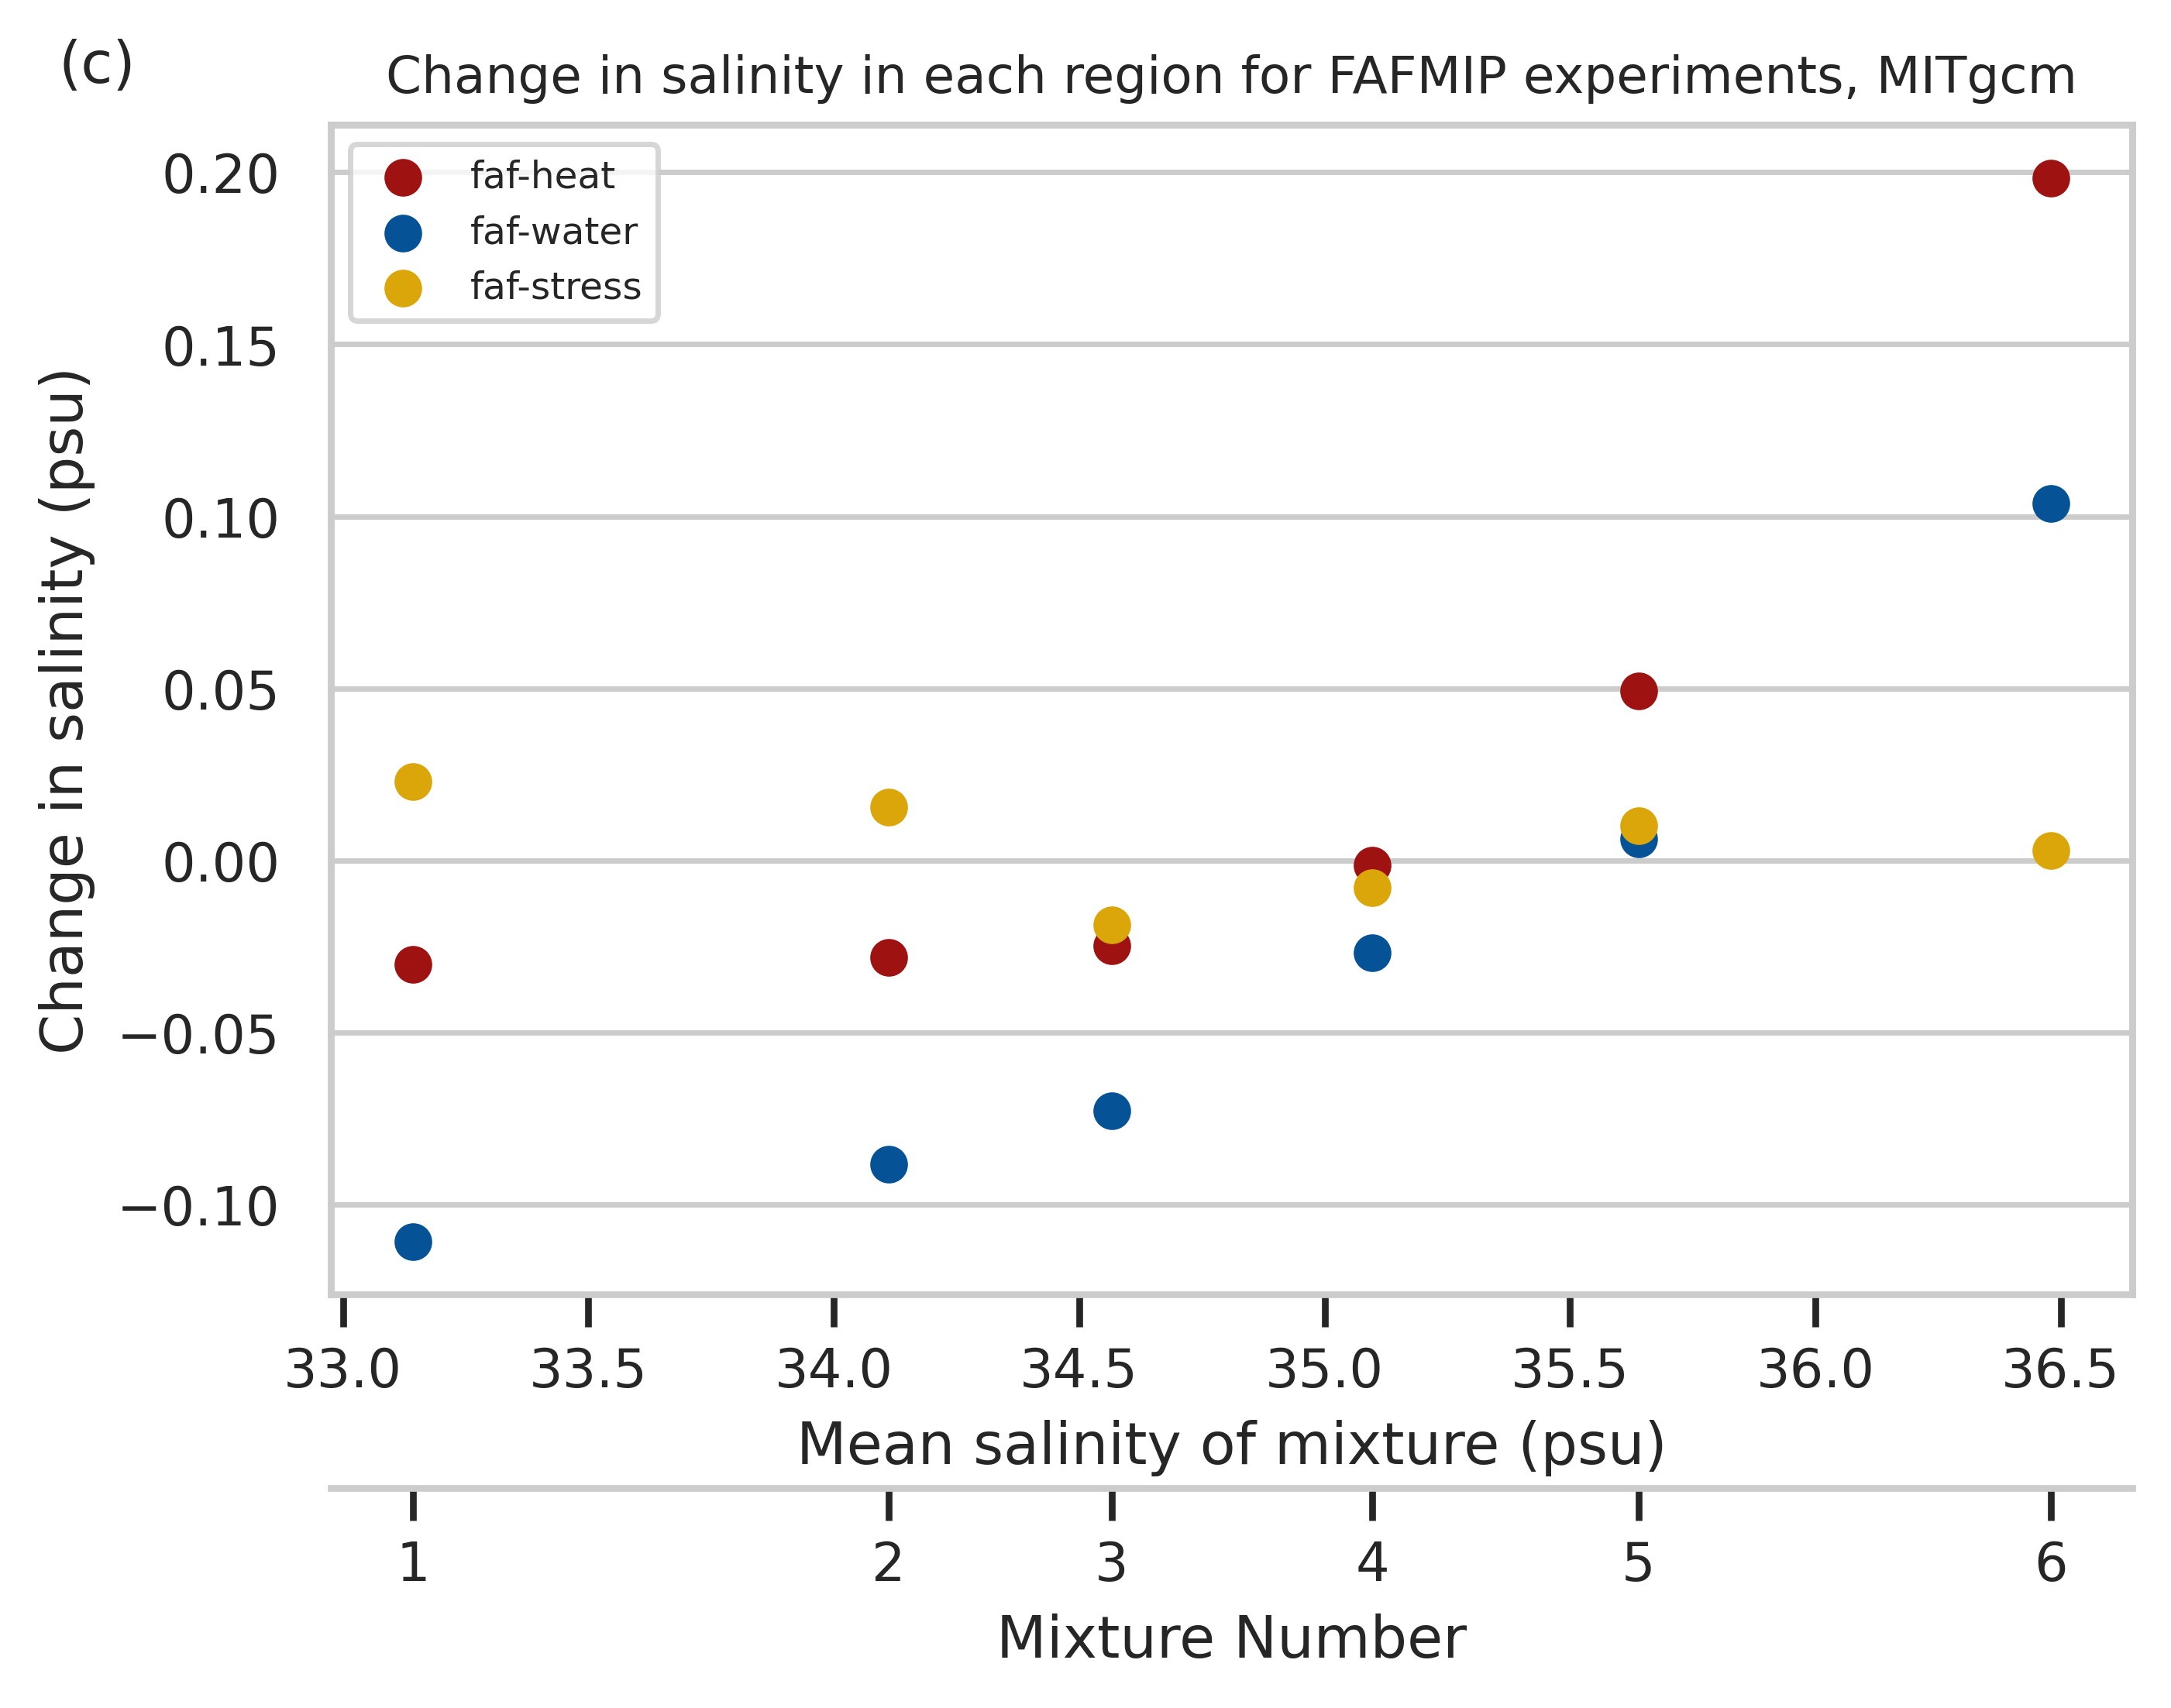 (c)
Change in salinity in each region for FAFMIP experiments, MITgcm
faf-heat
faf-water
faf-stress
Change in salinity (psu)
0.20
0.15
0.10
0.05
0.00
−0.05
−0.10
33.0 33.5 34.0 34.5 35.0 35.5 36.0 36.5
Mean salinity of mixture (psu)
1 2 3 4 5 6
Mixture Number